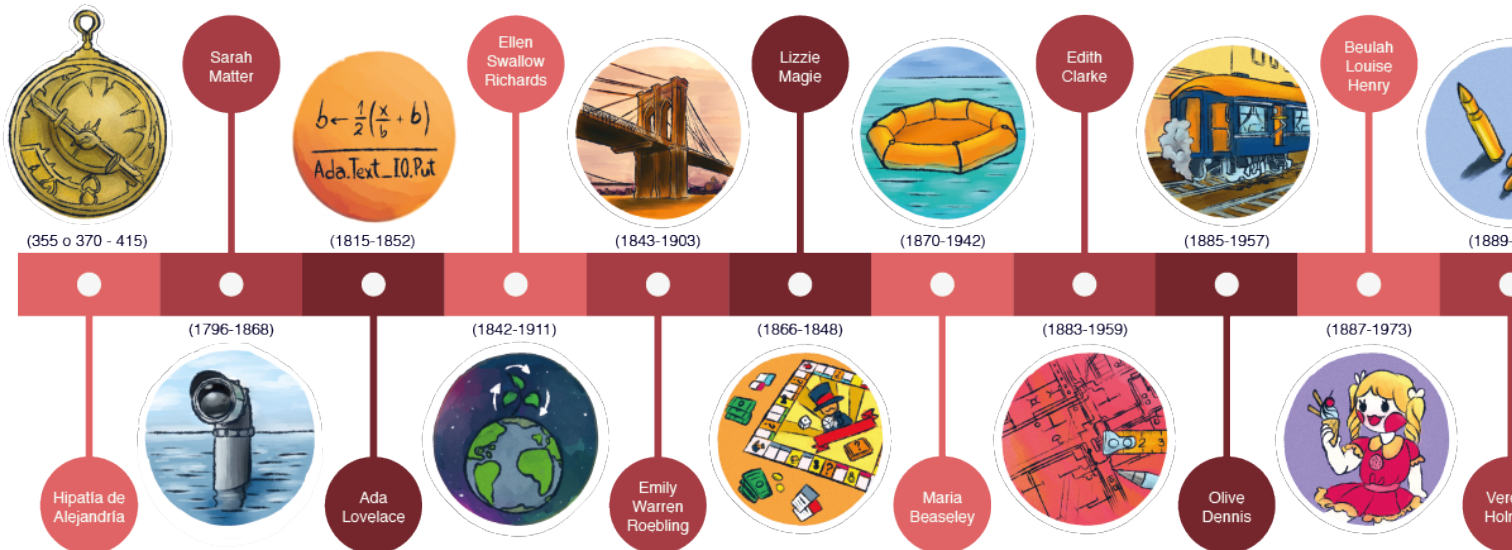 Sarah
Matter
Ellen
Swallow
Richards
Lizzie
Magie
Edith
Clarke
Beulah
Louise
Henry
b←1/2(x/b + b)
Ada.Text_IO.Put
(355 o 370 - 415)
(1815-1852)
(1843-1903)
(1870-1942)
(1885-1957)
(1889-
(1796-1868)
(1842-1911)
(1866-1848)
(1883-1959)
(1887-1973)
Hipatía de
Alejandría
Ada
Lovelace
Emily
Warren
Roebling
Maria
Beaseley
Olive
Dennis